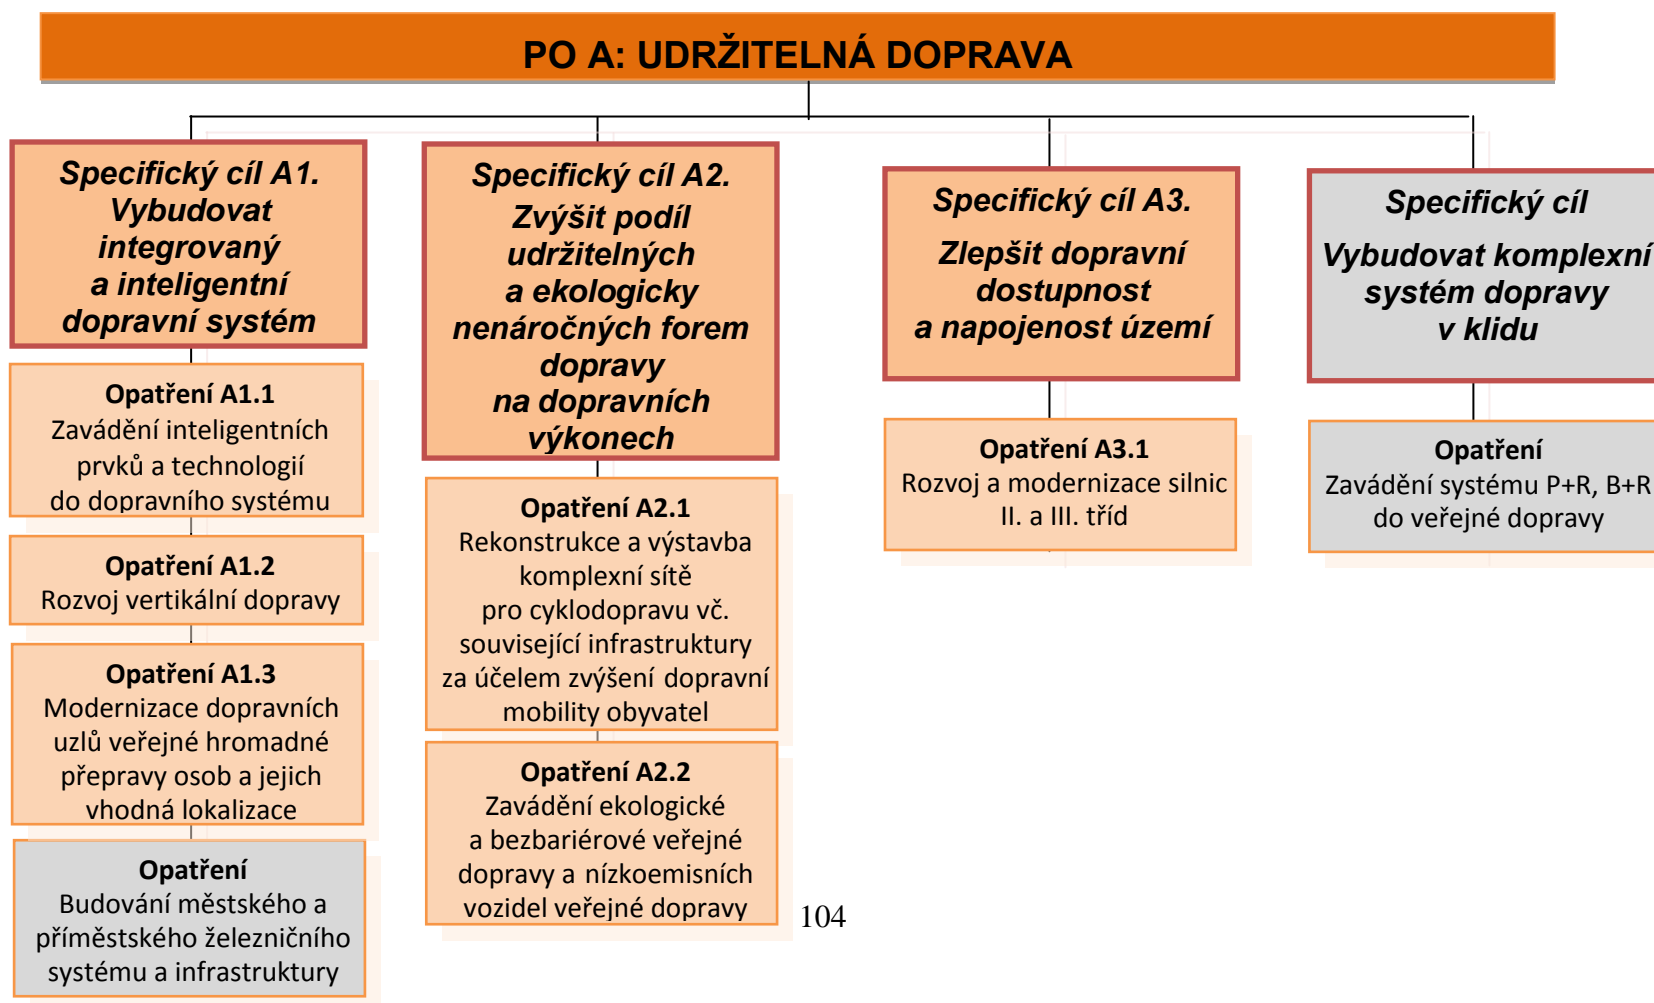 PO A: UDRŽITELNÁ DOPRAVA
Specifický cíl A1.
Vybudovat
integrovaný
a inteligentní
dopravní systém
Opatření A1.1
Zavádění inteligentních
prvků a technologií
do dopravního systému
Opatření A1.2
Rozvoj vertikální dopravy
Opatření A1.3
Modernizace dopravních
uzlů veřejné hromadné
přepravy osob a jejich
vhodná lokalizace
Opatření
Budování městského a
příměstského železničního
systému a infrastruktury
Specifický cíl A2.
Zvýšit podíl
udržitelných
a ekologicky
nenáročných forem
dopravy
na dopravních
výkonech
Opatření A2.1
Rekonstrukce a výstavba
komplexní sítě
pro cyklodopravu vč.
související infrastruktury
za účelem zvýšení dopravní
mobility obyvatel
Opatření A2.2
Zavádění ekologické
a bezbariérové veřejné
dopravy a nízkoemisních
vozidel veřejné dopravy
Specifický cíl A3.
Zlepšit dopravní
dostupnost
a napojenost území
Opatření A3.1
Rozvoj a modernizace silnic
II. a III. tříd
Specifický cíl
Vybudovat komplexní
systém dopravy
v klidu
Opatření
Zavádění systému P+R, B+R
do veřejné dopravy
104